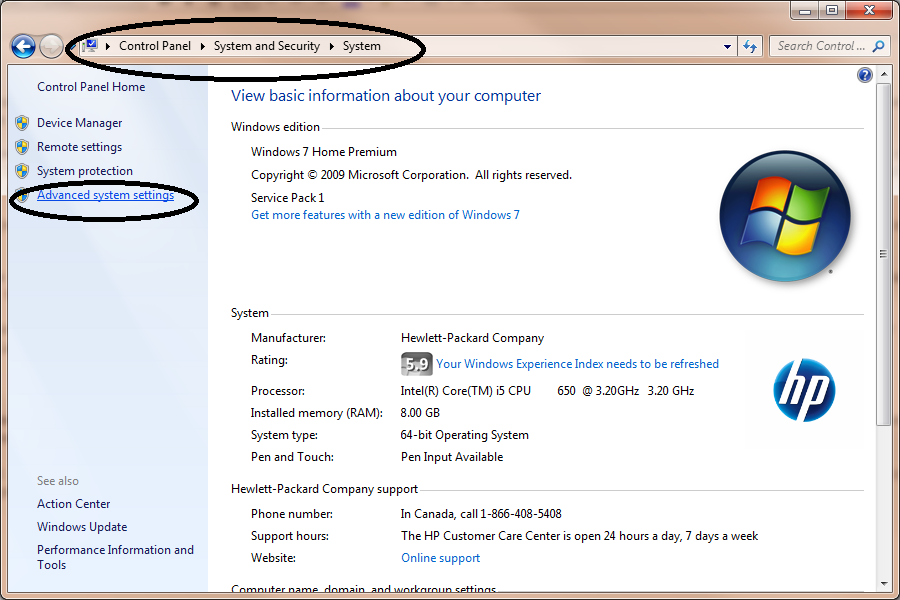 Control Panel System and Security System
Search Control ...
Control Panel Home
Device Manager
Remote settings
System protection
Advanced system settings
See also
Action Center
Windows Update
Performance Information and
Tools
View basic information about your computer
Windows edition
Windows 7 Home Premium
Copyright © 2009 Microsoft Corporation. All rights reserved.
Service Pack 1
Get more features with a new edition of Windows 7
System
Manufacturer: Hewlett-Packard Company
Rating: 5.9 Your Windows Experience Index needs to be refreshed
Processor: Intel(R) Core(TM) i5 CPU 650 @ 3.20GHz 3.20 GHz
Installed memory (RAM): 8.00 GB
System type: 64-bit Operating System
Pen and Touch: Pen Input Available
hp
Hewlett-Packard Company support
Phone number: In Canada, call 1-866-408-5408
Support hours: The HP Customer Care Center is open 24 hours a day, 7 days a week
Website: Online support
Computer name, domain, and workgroup settings